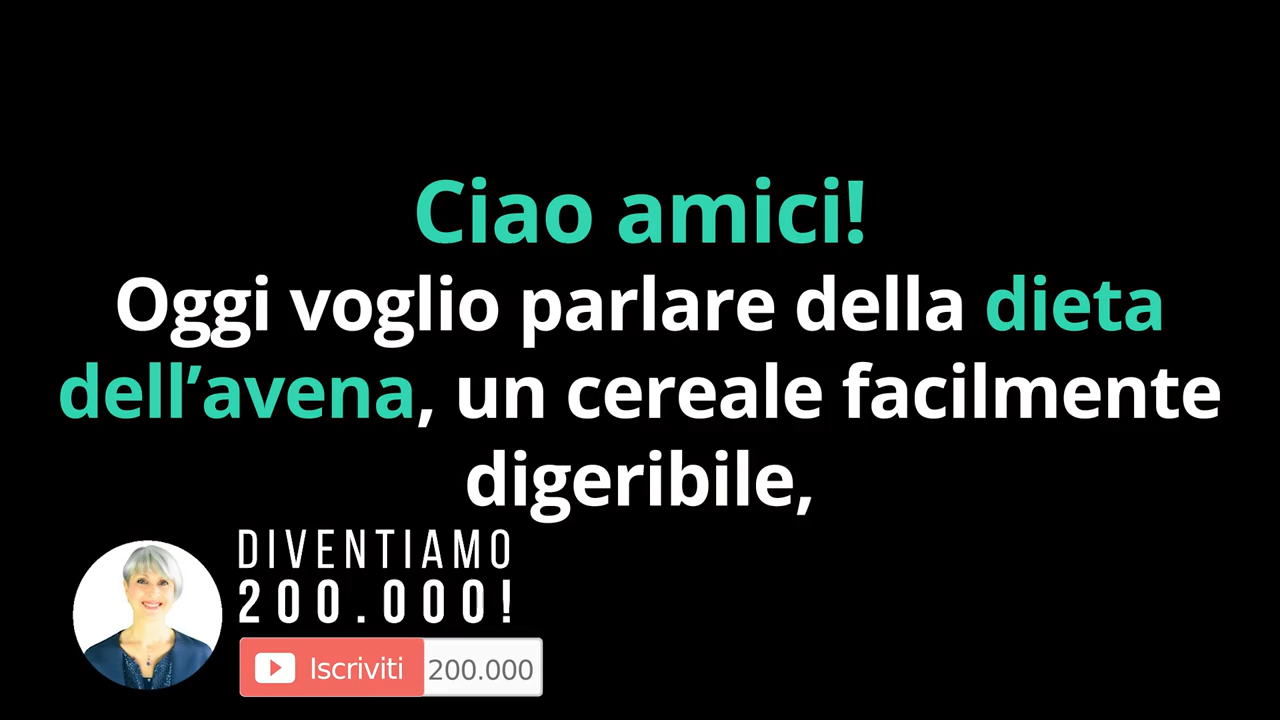 Ciao amici!
Oggi voglio parlare della dieta
dell’avena, un cereale facilmente
digeribile,
DIVENTIAMO
200.000!
Iscriviti 200.000